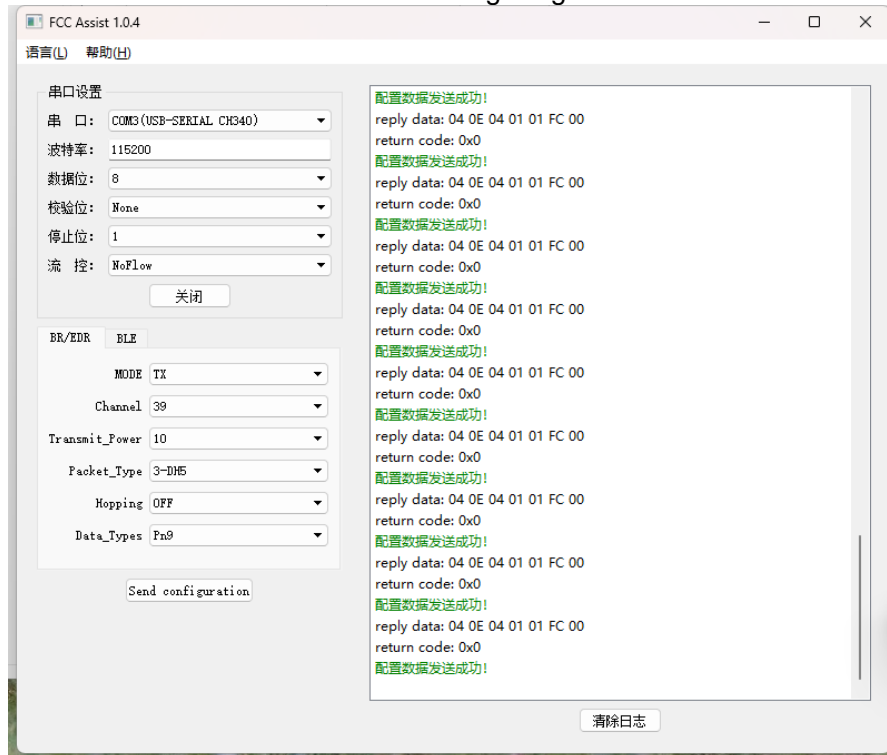 FCC Assist 1.0.4
语言(L) 帮助(H)
串口设置
串 口: COM3(USB-SERIAL CH340)
波特率: 115200
数据位: 8
校验位: None
停止位: 1
流 控: NoFlow
关闭
BR/EDR BLE
MODE TX
Channel 39
Transmit_Power 10
Packet_Type 3-DH5
Hopping OFF
Data_Types Pn9
Send configuration
配置数据发送成功!
reply data: 04 0E 04 01 01 FC 00
return code: 0x0
配置数据发送成功!
reply data: 04 0E 04 01 01 FC 00
return code: 0x0
配置数据发送成功!
reply data: 04 0E 04 01 01 FC 00
return code: 0x0
配置数据发送成功!
reply data: 04 0E 04 01 01 FC 00
return code: 0x0
配置数据发送成功!
reply data: 04 0E 04 01 01 FC 00
return code: 0x0
配置数据发送成功!
reply data: 04 0E 04 01 01 FC 00
return code: 0x0
配置数据发送成功!
reply data: 04 0E 04 01 01 FC 00
return code: 0x0
配置数据发送成功!
reply data: 04 0E 04 01 01 FC 00
return code: 0x0
配置数据发送成功!
reply data: 04 0E 04 01 01 FC 00
return code: 0x0
配置数据发送成功!
清除日志